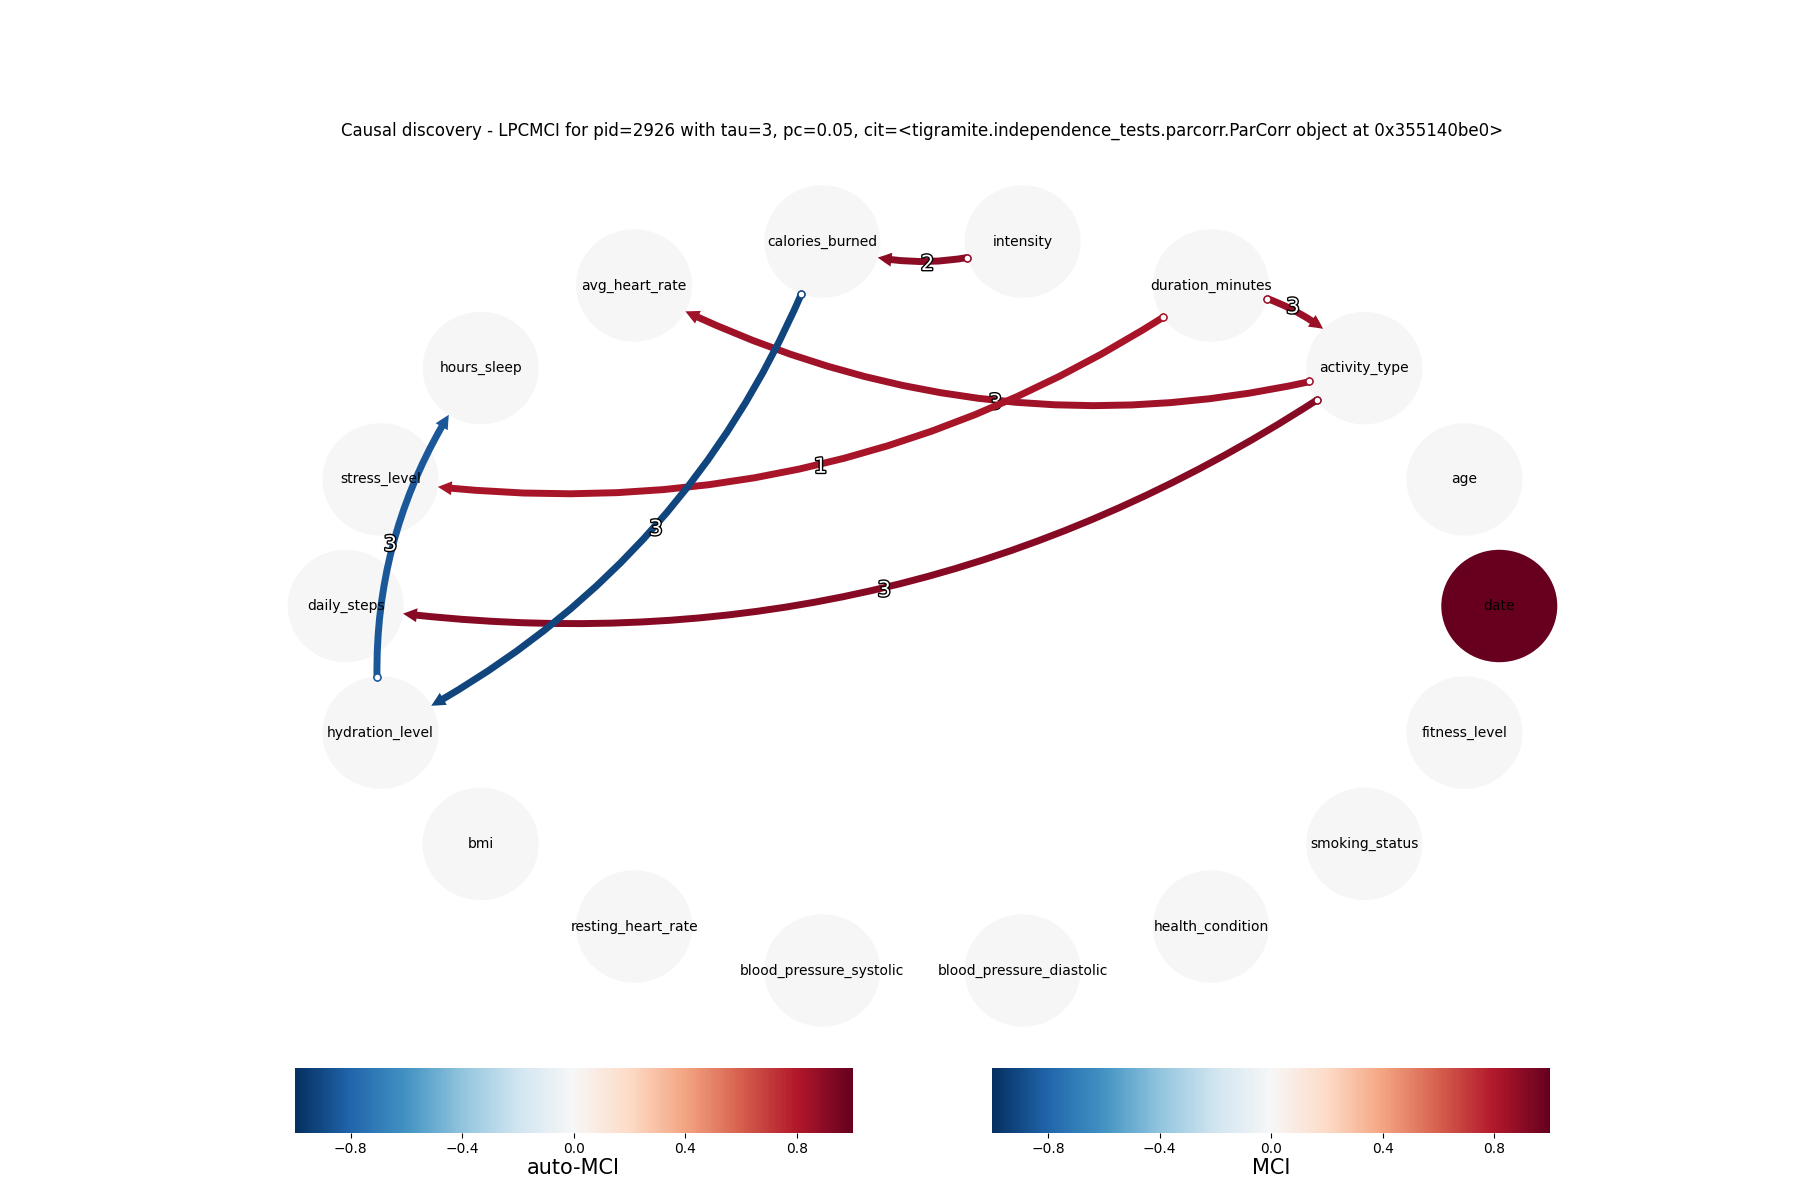 Causal discovery - LPCMCI for pid=2926 with tau=3, pc=0.05, cit=<tigramite.independence_tests.parcorr.ParCorr object at 0x355140be0>
calories_burned
intensity
2
avg_heart_rate
duration_minutes
3
hours_sleep
activity_type
3
stress_level
1
age
3
3
daily_steps
3
date
hydration_level
fitness_level
bmi
smoking_status
resting_heart_rate
health_condition
blood_pressure_systolic
blood_pressure_diastolic
−0.8 −0.4 0.0 0.4 0.8
auto-MCI
−0.8 −0.4 0.0 0.4 0.8
MCI